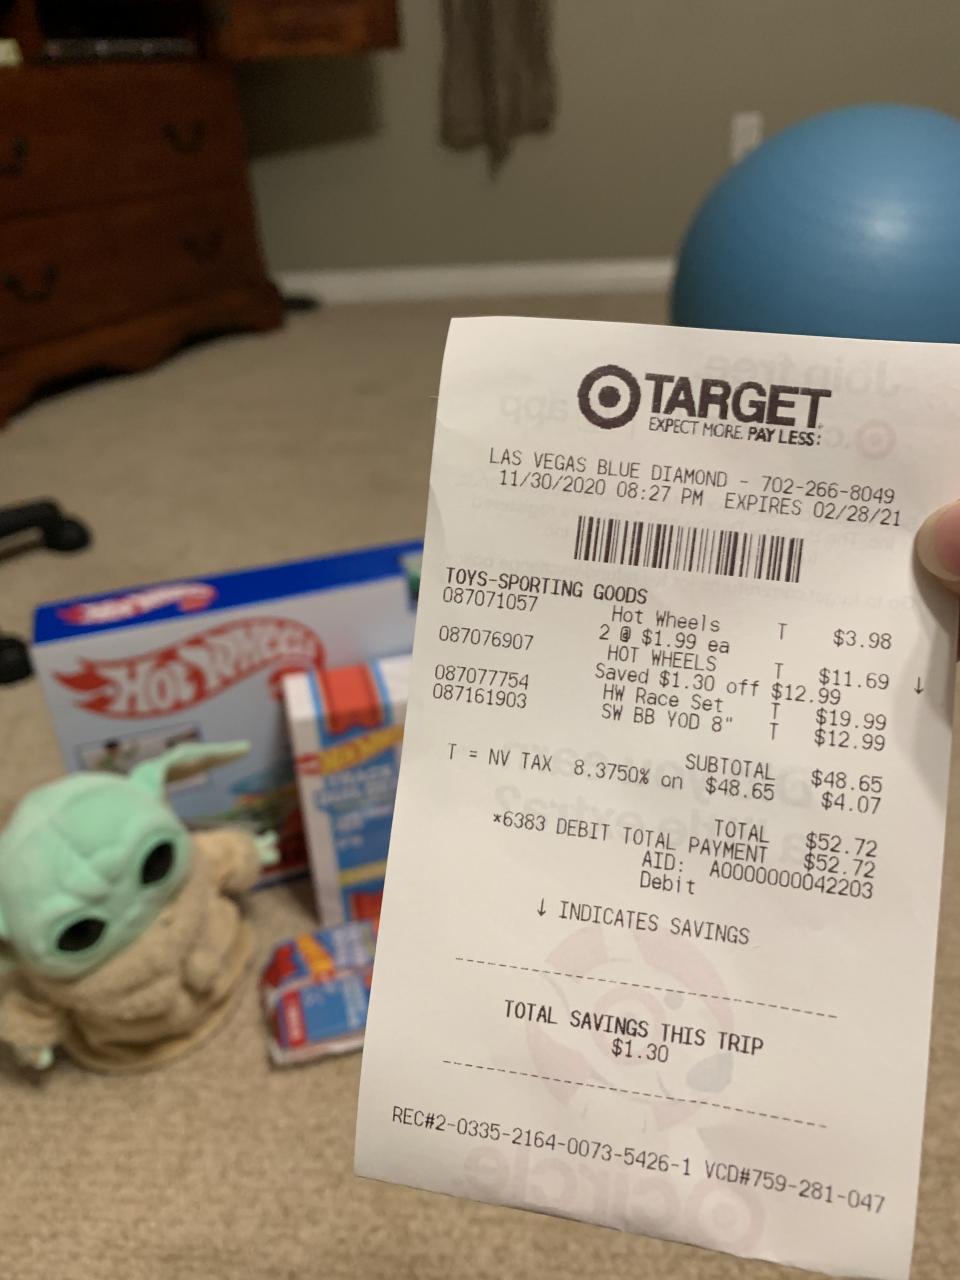 TARGET
EXPECT MORE. PAY LESS.
LAS VEGAS BLUE DIAMOND - 702-266-8049
11/30/2020 08:27 PM EXPIRES 02/28/21
TOYS-SPORTING GOODS
087071057 Hot Wheels T $3.98
2 @ $1.99 ea
087076907 HOT WHEELS T $11.69 ↓
Saved $1.30 off $12.99
087077754 HW Race Set T $19.99
087161903 SW BB YOD 8" T $12.99
SUBTOTAL $48.65
T = NV TAX 8.3750% on $48.65 $4.07
TOTAL $52.72
*6383 DEBIT TOTAL PAYMENT $52.72
AID: A0000000042203
Debit
↓ INDICATES SAVINGS
TOTAL SAVINGS THIS TRIP
$1.30
REC#2-0335-2164-0073-5426-1 VCD#759-281-047
Hot Wheels